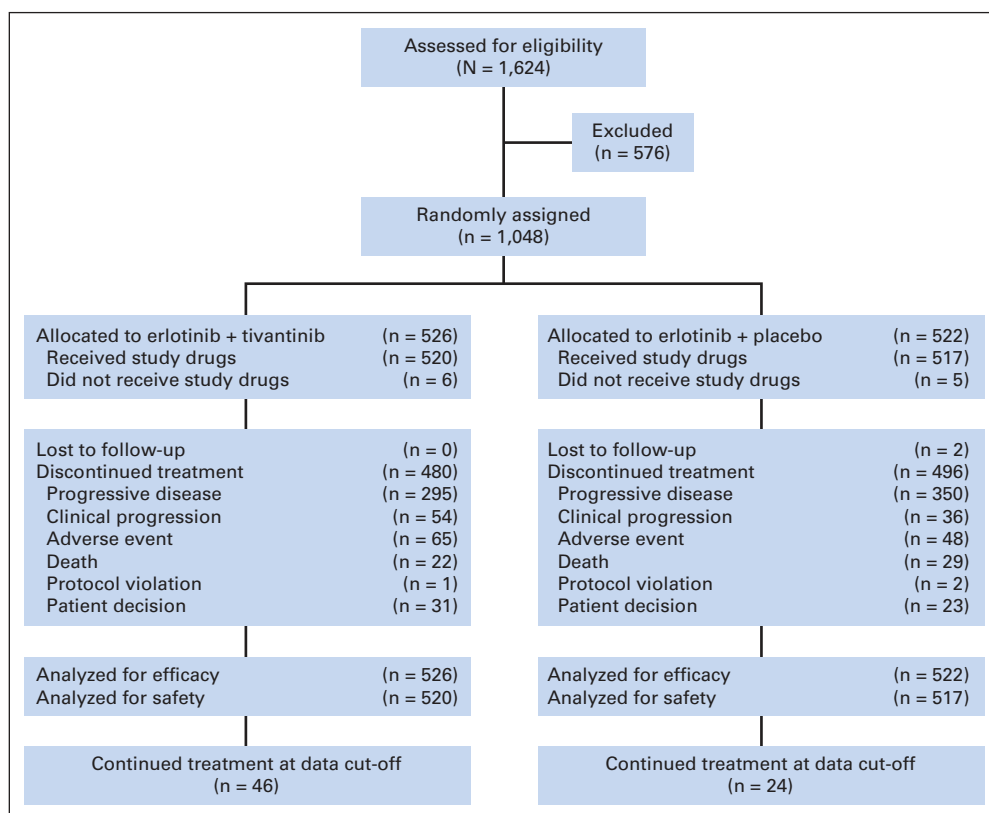 Assessed for eligibility
(N = 1,624)
Excluded
(n = 576)
Randomly assigned
(n = 1,048)
Allocated to erlotinib + tivantinib (n = 526)
Received study drugs (n = 520)
Did not receive study drugs (n = 6)
Allocated to erlotinib + placebo (n = 522)
Received study drugs (n = 517)
Did not receive study drugs (n = 5)
Lost to follow-up (n = 0)
Discontinued treatment (n = 480)
Progressive disease (n = 295)
Clinical progression (n = 54)
Adverse event (n = 65)
Death (n = 22)
Protocol violation (n = 1)
Patient decision (n = 31)
Lost to follow-up (n = 2)
Discontinued treatment (n = 496)
Progressive disease (n = 350)
Clinical progression (n = 36)
Adverse event (n = 48)
Death (n = 29)
Protocol violation (n = 2)
Patient decision (n = 23)
Analyzed for efficacy (n = 526)
Analyzed for safety (n = 520)
Analyzed for efficacy (n = 522)
Analyzed for safety (n = 517)
Continued treatment at data cut-off
(n = 46)
Continued treatment at data cut-off
(n = 24)